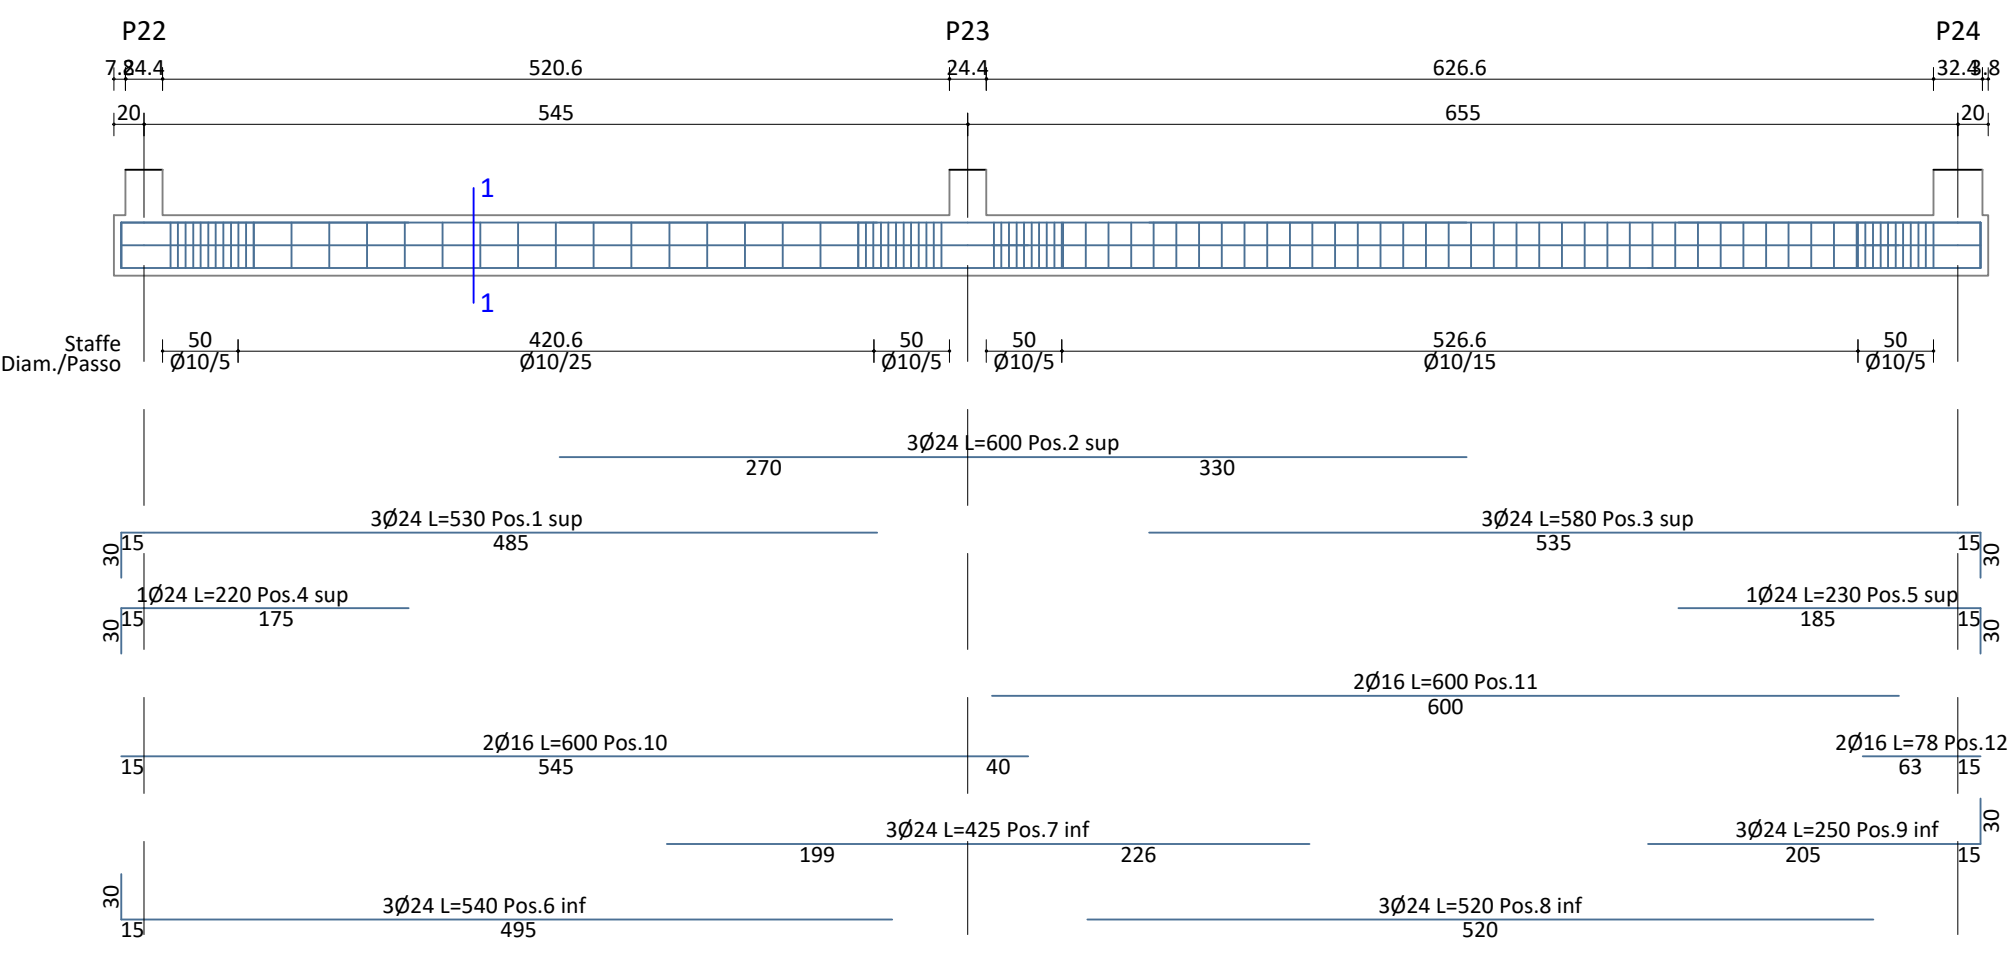 P22 P23 P24
7.8 24.4 520.6 24.4 626.6 32.4 3.8
20 545 655 20
1
1
Staffe 50 420.6 50 50 526.6 50
Diam./Passo Ø10/5 Ø10/25 Ø10/5 Ø10/5 Ø10/15 Ø10/5
3Ø24 L=600 Pos.2 sup
270 330
3Ø24 L=530 Pos.1 sup 3Ø24 L=580 Pos.3 sup
30 15 485 535 15 30
1Ø24 L=220 Pos.4 sup 1Ø24 L=230 Pos.5 sup
30 15 175 185 15 30
2Ø16 L=600 Pos.11
600
2Ø16 L=600 Pos.10 2Ø16 L=78 Pos.12
15 545 40 63 15
3Ø24 L=425 Pos.7 inf 3Ø24 L=250 Pos.9 inf 30
199 226 205 15
30 3Ø24 L=540 Pos.6 inf 3Ø24 L=520 Pos.8 inf
15 495 520